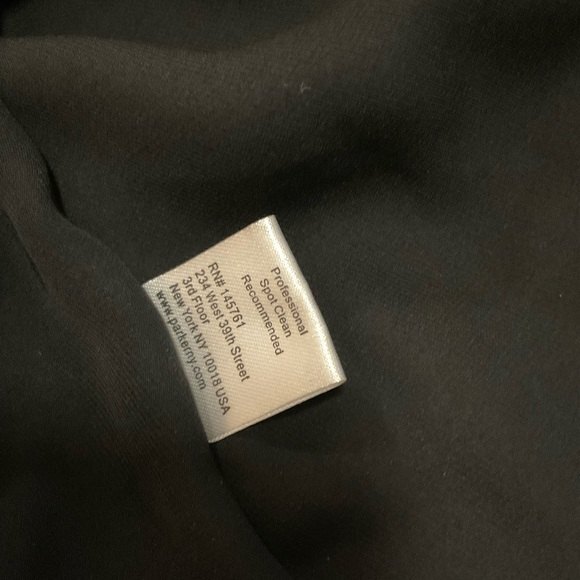 Professional
Spot Clean
Recommended
RN# 145761
234 West 39th Street
3rd Floor
New York NY 10018 USA
www.parkerny.com